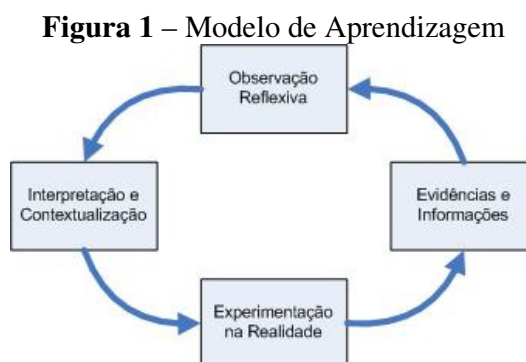 Figura 1 – Modelo de Aprendizagem
Observação
Reflexiva
Interpretação e
Contextualização
Evidências e
Informações
Experimentação
na Realidade